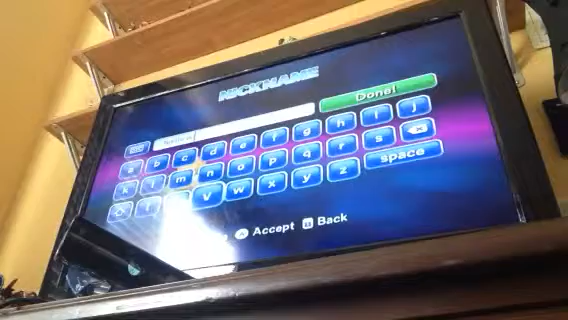 NICKNAME
Done!
a b c d e f g h i j
k l m n o p q r s
t v w x y z space
Accept Back